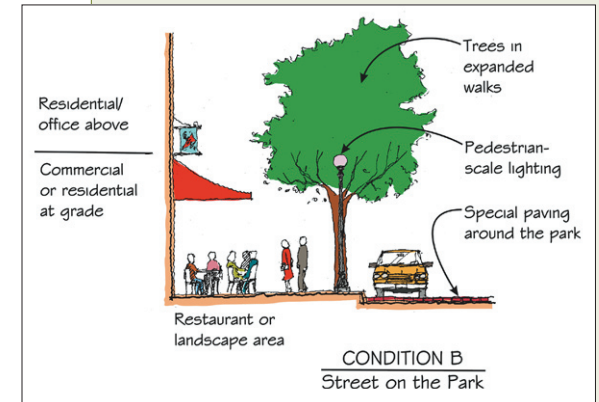 Residential/
office above
Commercial
or residential
at grade
Trees in
expanded
walks
Pedestrian-
scale lighting
Special paving
around the park
Restaurant or
landscape area
CONDITION B
Street on the Park